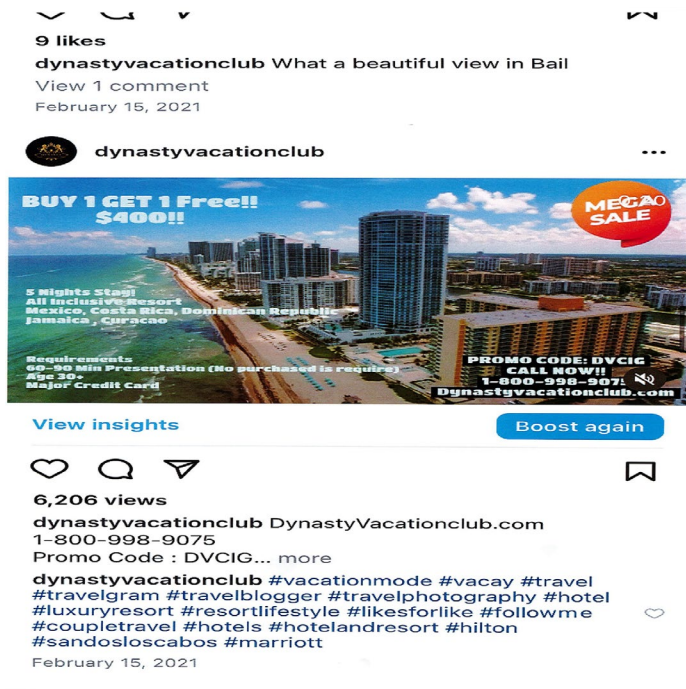 9 likes
dynastyvacationclub What a beautiful view in Bail
View 1 comment
February 15, 2021
dynastyvacationclub
BUY 1 GET 1 Free!!
$400!!
MEGA
SALE
5 Nights Stay!
All Inclusive Resort
Mexico, Costa Rica, Dominican Republic
Jamaica , Curacao
Requirements
60-90 Min Presentation (No purchased is require)
Age 30+
Major Credit Card
PROMO CODE: DVCIG
CALL NOW!!
1-800-998-907
Dynastyvacationclub.com
View insights
Boost again
6,206 views
dynastyvacationclub DynastyVacationclub.com
1-800-998-9075
Promo Code : DVCIG... more
dynastyvacationclub #vacationmode #vacay #travel
#travelgram #travelblogger #travelphotography #hotel
#luxuryresort #resortlifestyle #likesforlike #followme
#coupletravel #hotels #hotelandresort #hilton
#sandosloscabos #marriott
February 15, 2021